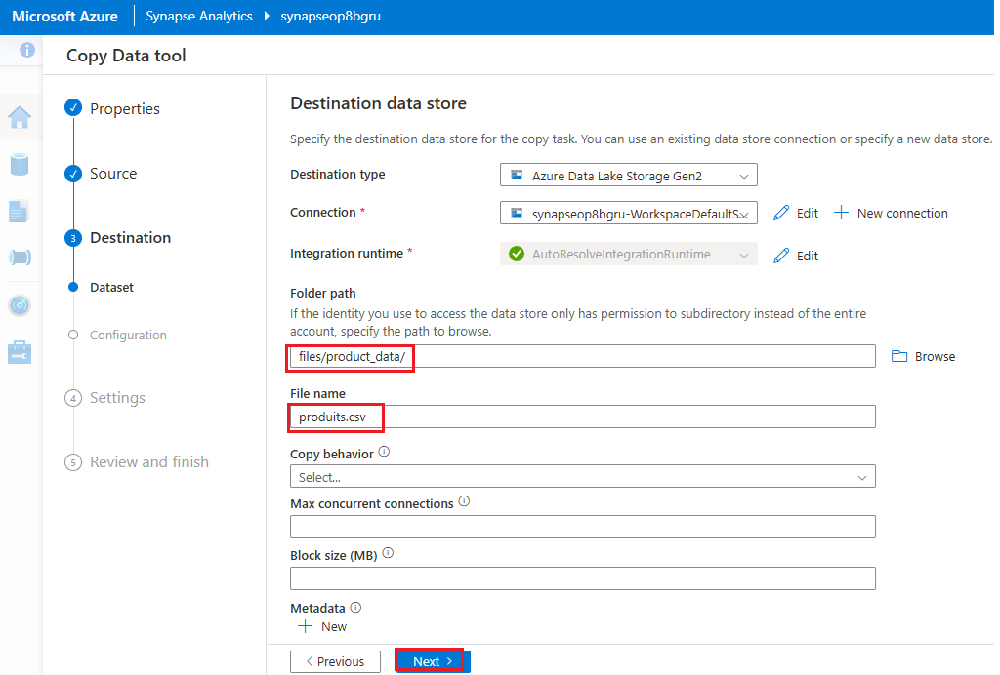 Microsoft Azure Synapse Analytics synapseop8bgru
Copy Data tool
Properties
Source
3 Destination
Dataset
Configuration
4 Settings
5 Review and finish
Destination data store
Specify the destination data store for the copy task. You can use an existing data store connection or specify a new data store.
Destination type Azure Data Lake Storage Gen2
Connection * synapseop8bgru-WorkspaceDefaultS... Edit New connection
Integration runtime * AutoResolveIntegrationRuntime Edit
Folder path
If the identity you use to access the data store only has permission to subdirectory instead of the entire
account, specify the path to browse.
files/product_data/ Browse
File name
produits.csv
Copy behavior
Select...
Max concurrent connections
Block size (MB)
Metadata
New
< Previous Next >